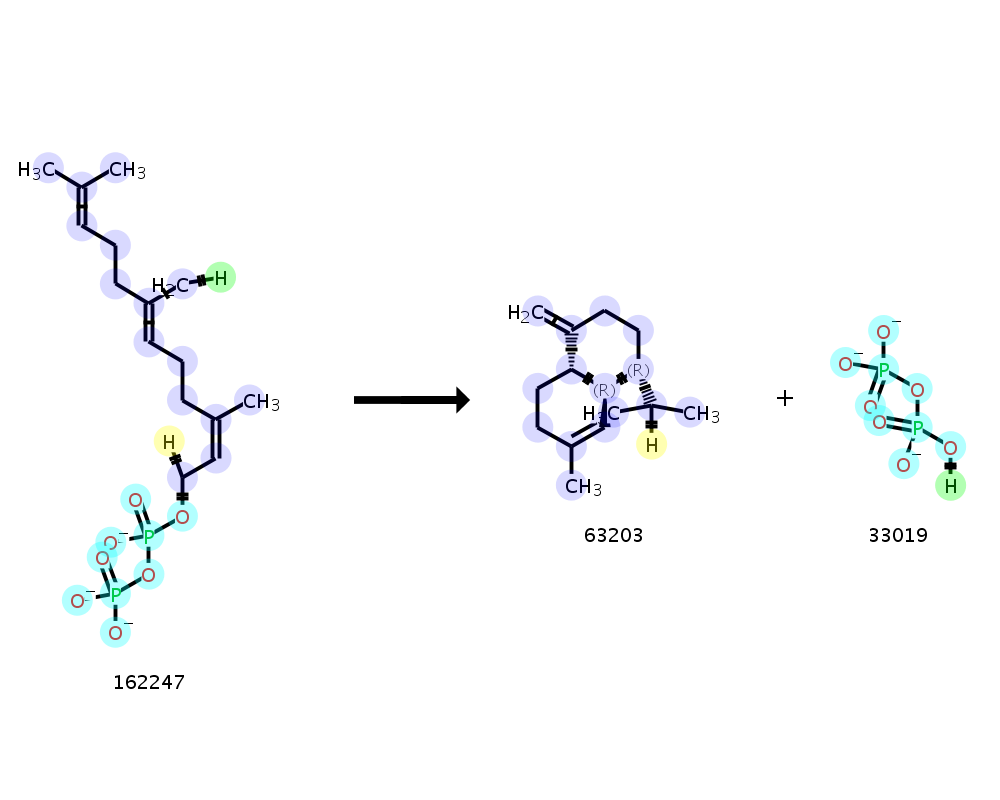 H3C CH3
H2C H
CH3
H
O
O P O
O− O
O− P
O−
162247
H2C
(R)
(R)
H3C CH3
H
CH3
63203
+
O−
O− P O
O O P O
O− H
33019